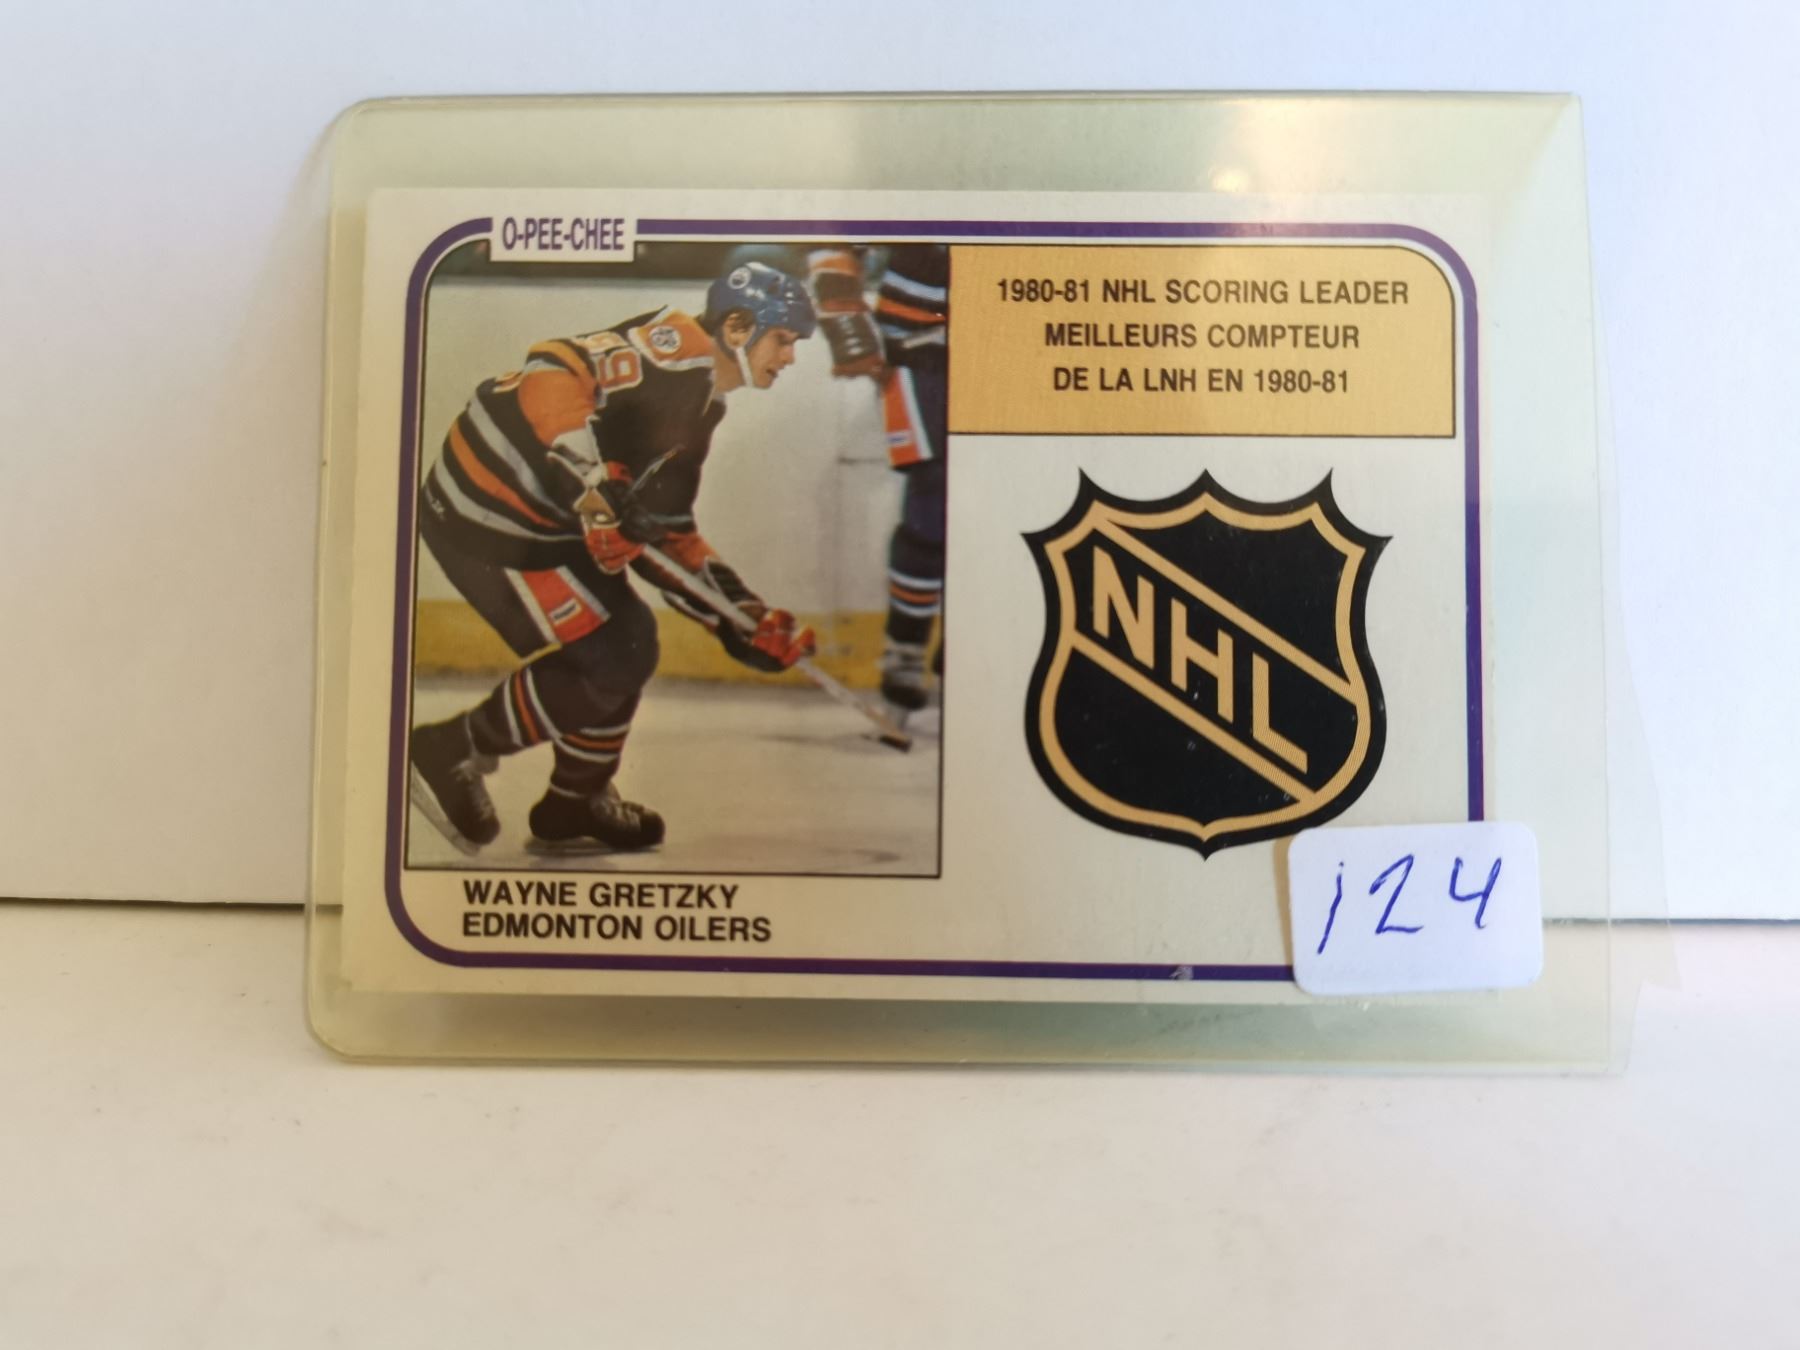 O-PEE-CHEE
1980-81 NHL SCORING LEADER
MEILLEURS COMPTEUR
DE LA LNH EN 1980-81
99
NHL
WAYNE GRETZKY
EDMONTON OILERS
124